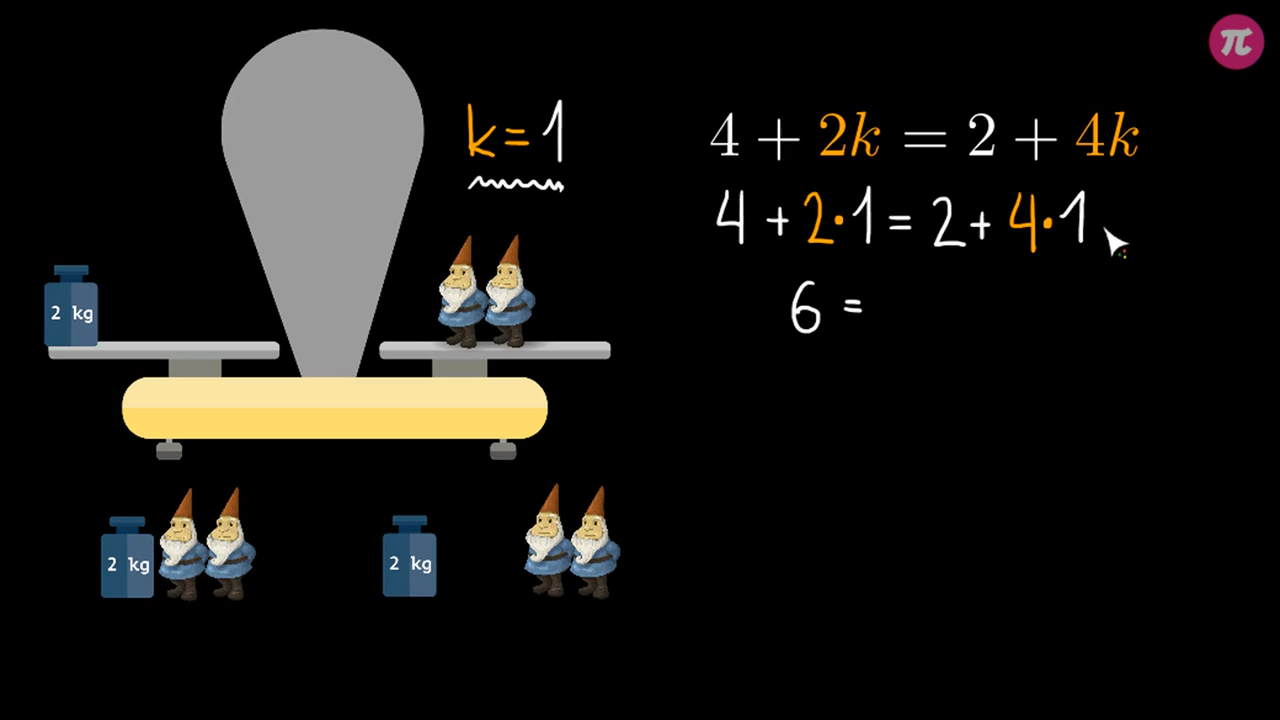 π
k=1
4 + 2k = 2 + 4k
4 + 2·1 = 2 + 4·1
6 =
2 kg
2 kg
2 kg